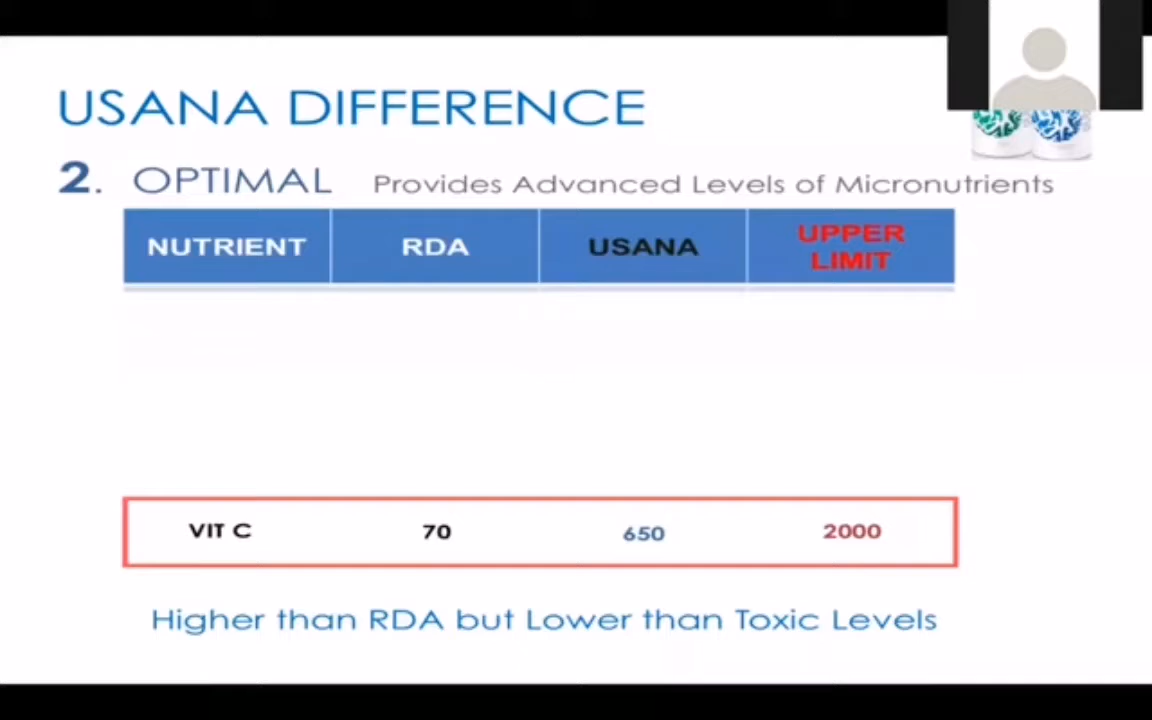 USANA DIFFERENCE
2. OPTIMAL Provides Advanced Levels of Micronutrients
NUTRIENT RDA USANA UPPER LIMIT
VIT C 70 650 2000
Higher than RDA but Lower than Toxic Levels